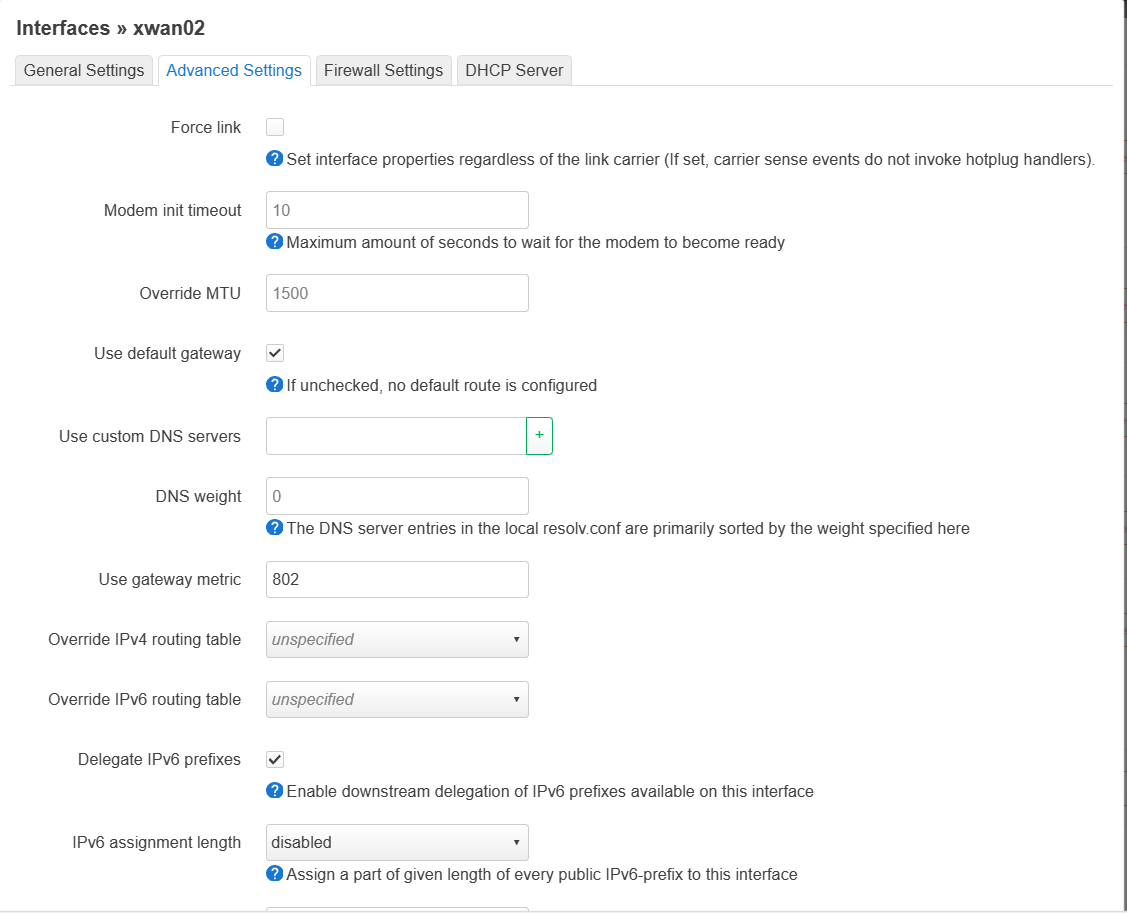 Interfaces » xwan02
General Settings
Advanced Settings
Firewall Settings
DHCP Server
Force link
Set interface properties regardless of the link carrier (If set, carrier sense events do not invoke hotplug handlers).
Modem init timeout
10
Maximum amount of seconds to wait for the modem to become ready
Override MTU
1500
Use default gateway
If unchecked, no default route is configured
Use custom DNS servers
+
DNS weight
0
The DNS server entries in the local resolv.conf are primarily sorted by the weight specified here
Use gateway metric
802
Override IPv4 routing table
unspecified
Override IPv6 routing table
unspecified
Delegate IPv6 prefixes
Enable downstream delegation of IPv6 prefixes available on this interface
IPv6 assignment length
disabled
Assign a part of given length of every public IPv6-prefix to this interface